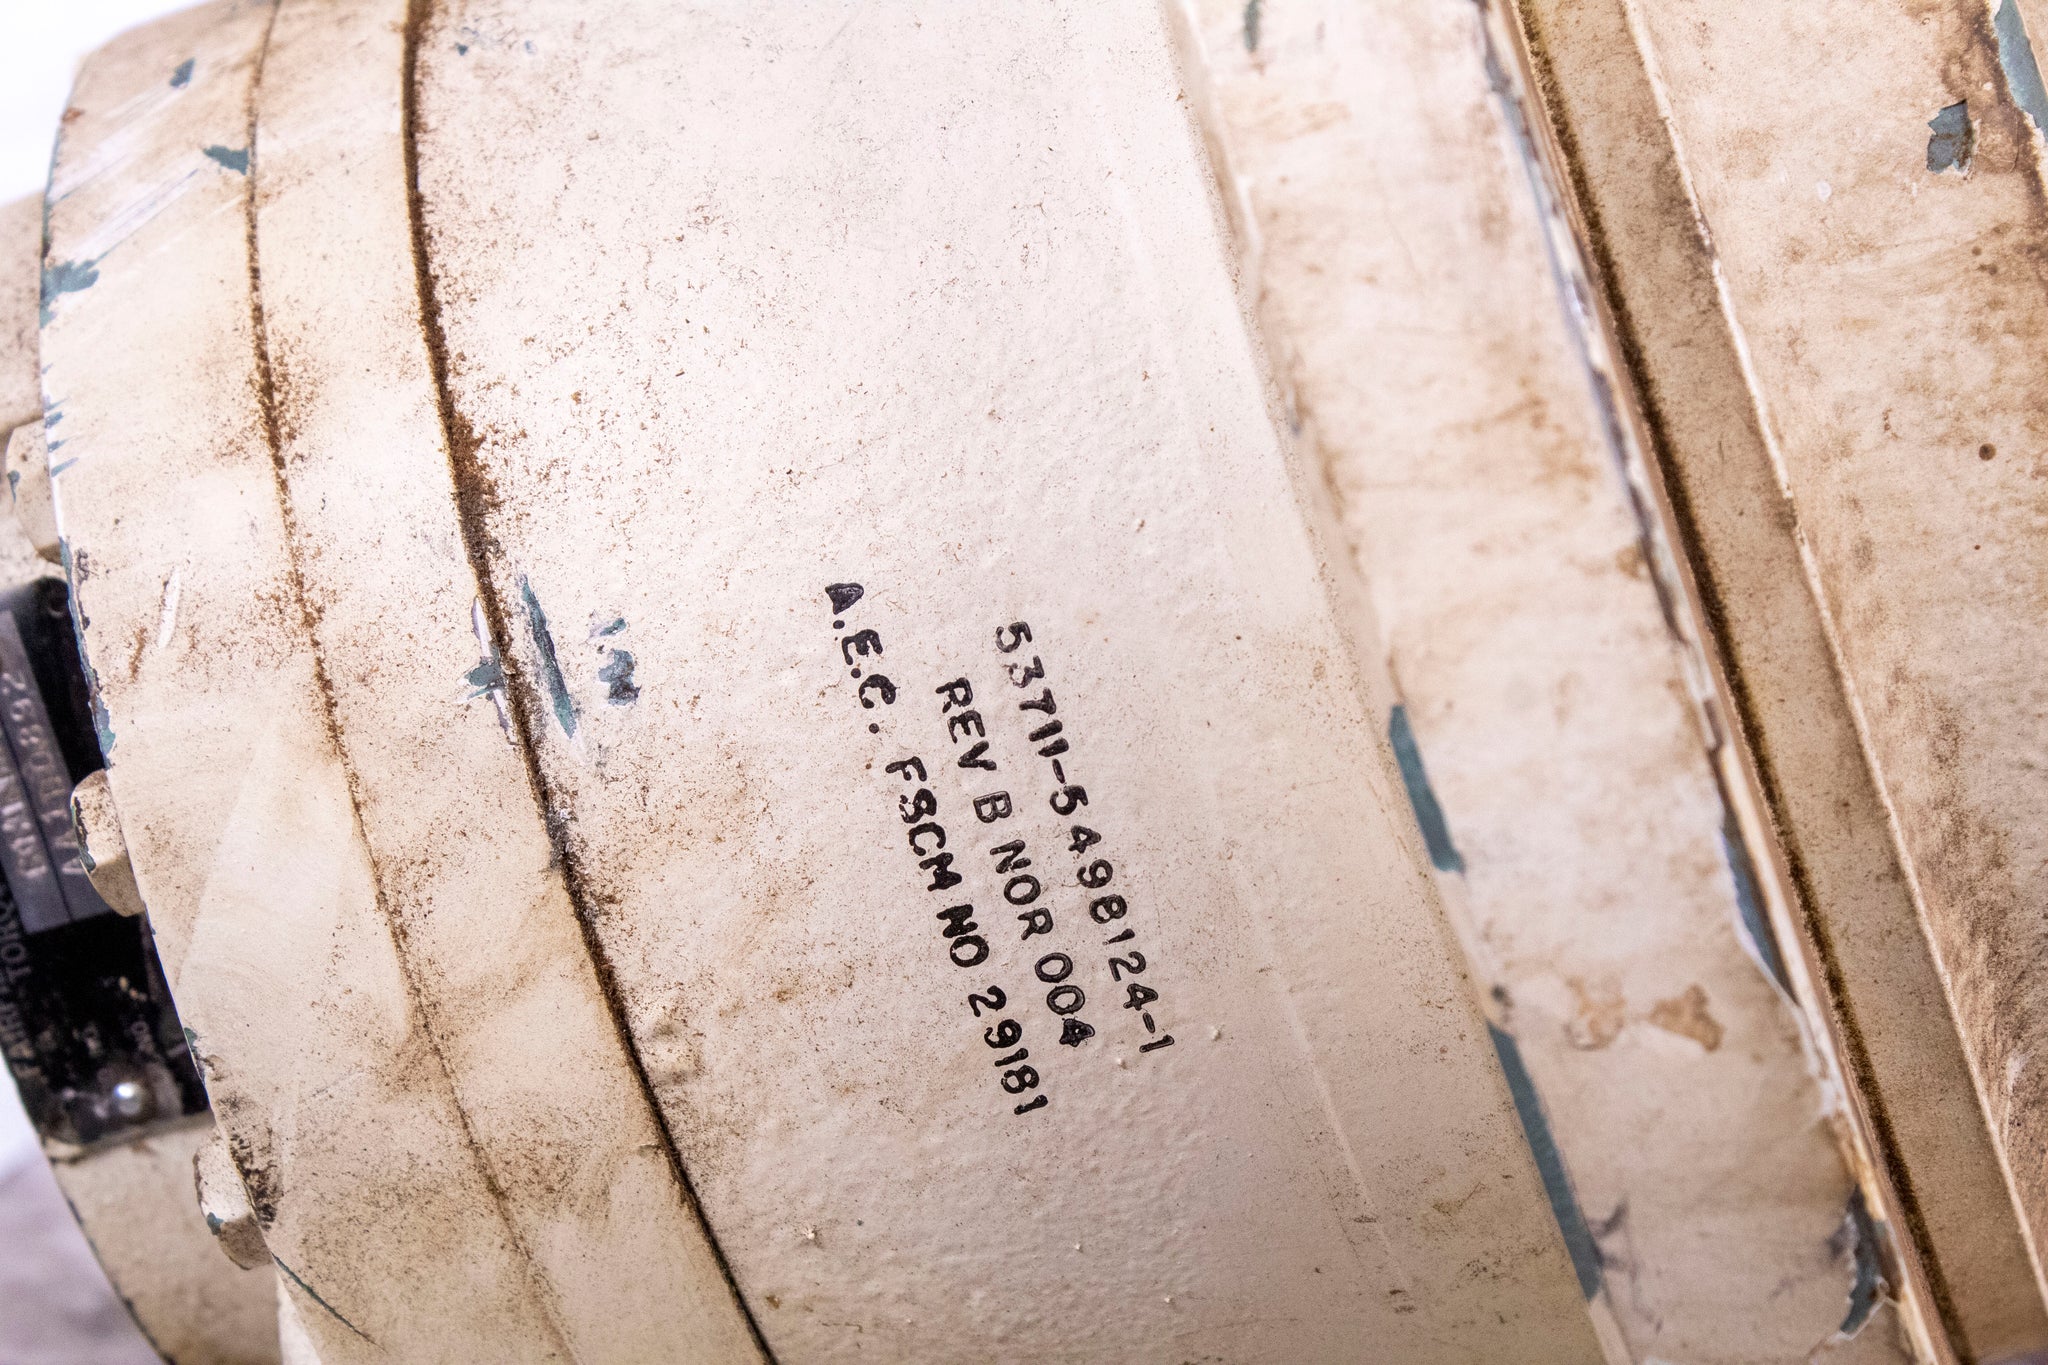 53711-5498124-1
REV B NOR 004
A.E.C. FSCM NO 29181